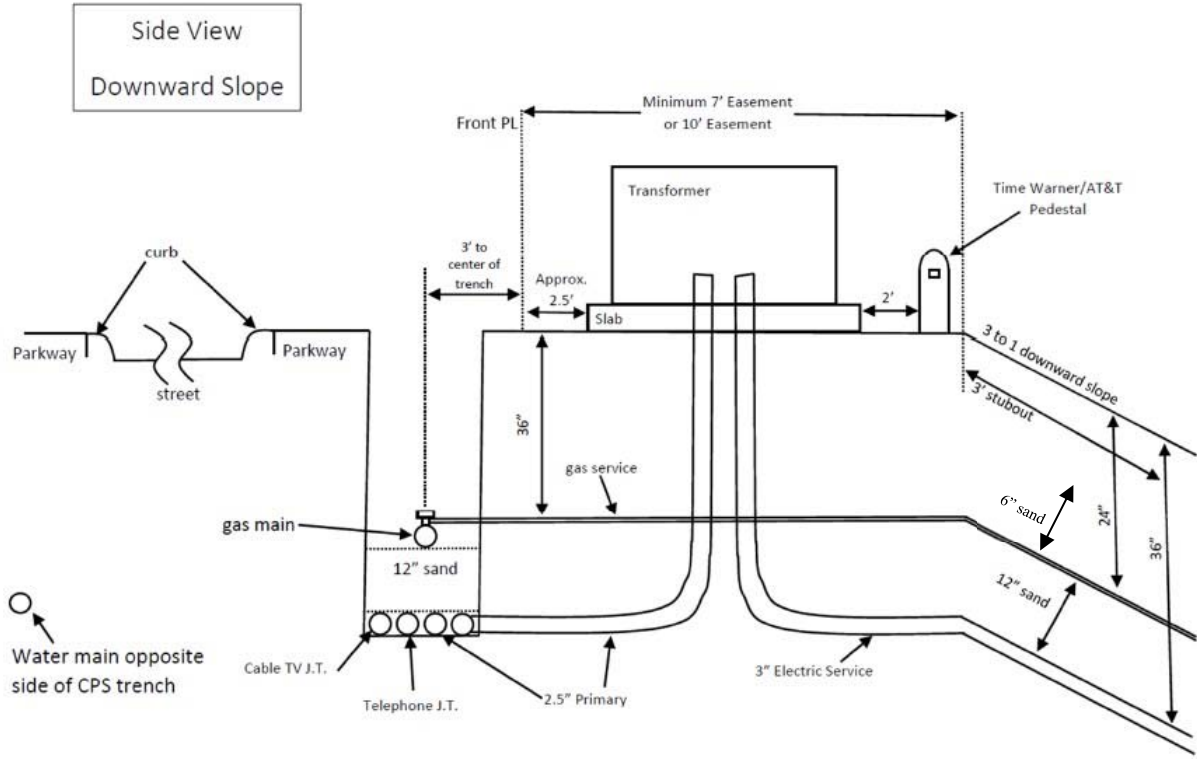 Side View
Downward Slope
Minimum 7' Easement
or 10' Easement
Front PL
Transformer
Time Warner/AT&T
Pedestal
curb
3' to
center of
trench
Approx.
2.5'
2'
Slab
Parkway
Parkway
street
3 to 1 downward slope
3' stubout
36"
gas service
6" sand
24"
36"
gas main
12" sand
12" sand
Water main opposite
side of CPS trench
Cable TV J.T.
Telephone J.T.
2.5" Primary
3" Electric Service